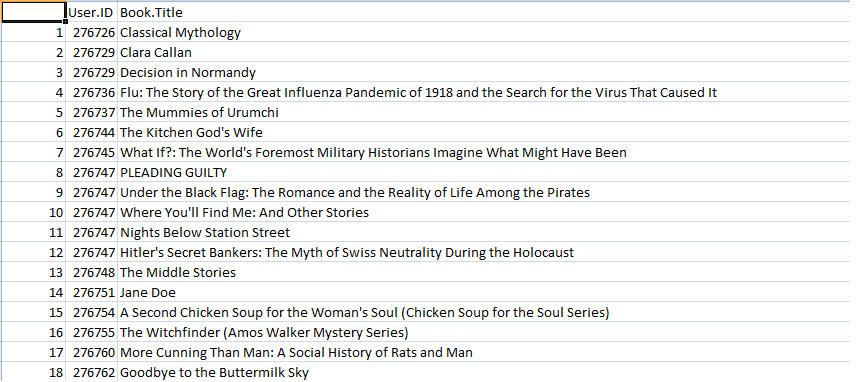 User.ID Book.Title
1 276726 Classical Mythology
2 276729 Clara Callan
3 276729 Decision in Normandy
4 276736 Flu: The Story of the Great Influenza Pandemic of 1918 and the Search for the Virus That Caused It
5 276737 The Mummies of Urumchi
6 276744 The Kitchen God's Wife
7 276745 What If?: The World's Foremost Military Historians Imagine What Might Have Been
8 276747 PLEADING GUILTY
9 276747 Under the Black Flag: The Romance and the Reality of Life Among the Pirates
10 276747 Where You'll Find Me: And Other Stories
11 276747 Nights Below Station Street
12 276747 Hitler's Secret Bankers: The Myth of Swiss Neutrality During the Holocaust
13 276748 The Middle Stories
14 276751 Jane Doe
15 276754 A Second Chicken Soup for the Woman's Soul (Chicken Soup for the Soul Series)
16 276755 The Witchfinder (Amos Walker Mystery Series)
17 276760 More Cunning Than Man: A Social History of Rats and Man
18 276762 Goodbye to the Buttermilk Sky